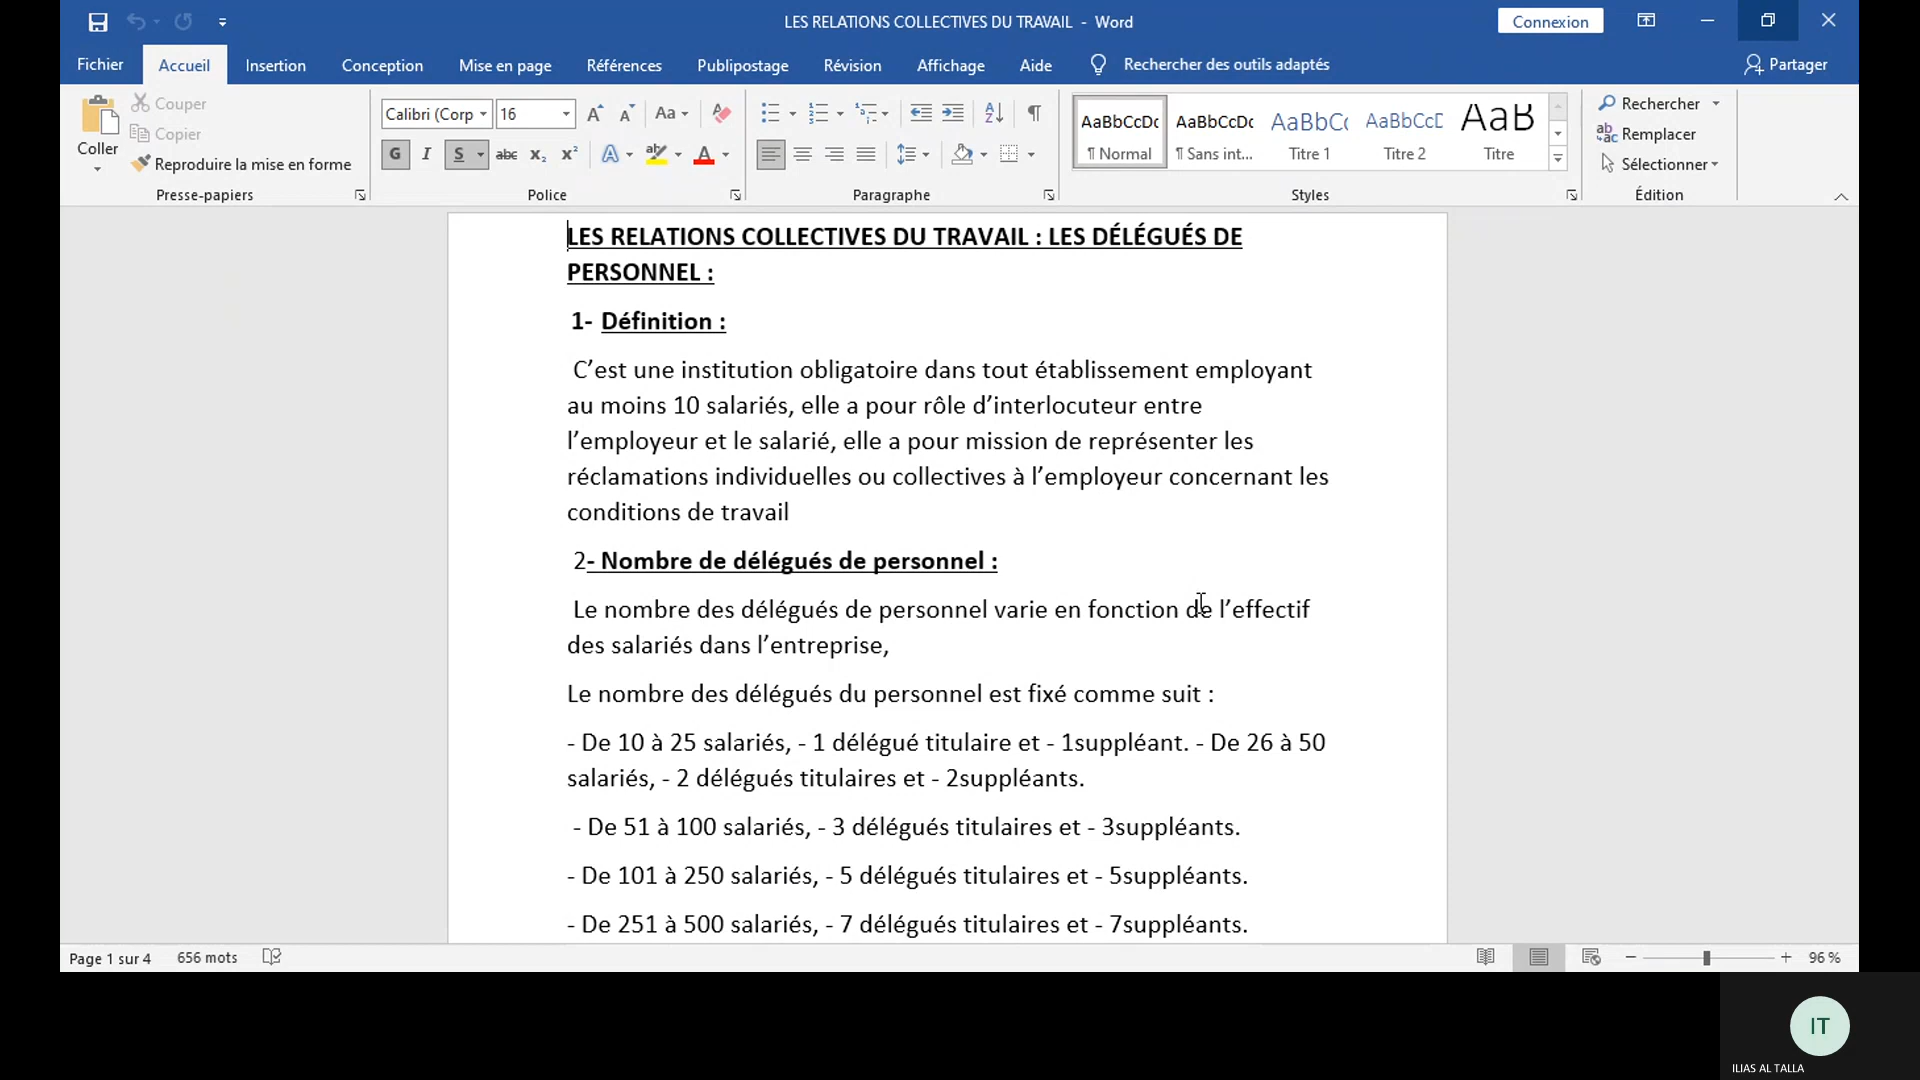 LES RELATIONS COLLECTIVES DU TRAVAIL - Word
Connexion
Fichier
Accueil
Insertion
Conception
Mise en page
Références
Publipostage
Révision
Affichage
Aide
Rechercher des outils adaptés
Partager
Coller
Couper
Copier
Reproduire la mise en forme
Presse-papiers
Calibri (Corp
16
Aa
G I S abc x₂ x²
Police
Paragraphe
AaBbCcDc
¶ Normal
AaBbCcDc
¶ Sans int...
AaBbCc
Titre 1
AaBbCcD
Titre 2
AaB
Titre
Styles
Rechercher
Remplacer
Sélectionner
Édition
LES RELATIONS COLLECTIVES DU TRAVAIL : LES DÉLÉGUÉS DE
PERSONNEL :
1- Définition :
C’est une institution obligatoire dans tout établissement employant
au moins 10 salariés, elle a pour rôle d’interlocuteur entre
l’employeur et le salarié, elle a pour mission de représenter les
réclamations individuelles ou collectives à l’employeur concernant les
conditions de travail
2- Nombre de délégués de personnel :
Le nombre des délégués de personnel varie en fonction de l’effectif
des salariés dans l’entreprise,
Le nombre des délégués du personnel est fixé comme suit :
- De 10 à 25 salariés, - 1 délégué titulaire et - 1suppléant. - De 26 à 50
salariés, - 2 délégués titulaires et - 2suppléants.
- De 51 à 100 salariés, - 3 délégués titulaires et - 3suppléants.
- De 101 à 250 salariés, - 5 délégués titulaires et - 5suppléants.
- De 251 à 500 salariés, - 7 délégués titulaires et - 7suppléants.
Page 1 sur 4
656 mots
96 %
IT
ILIAS AL TALLA